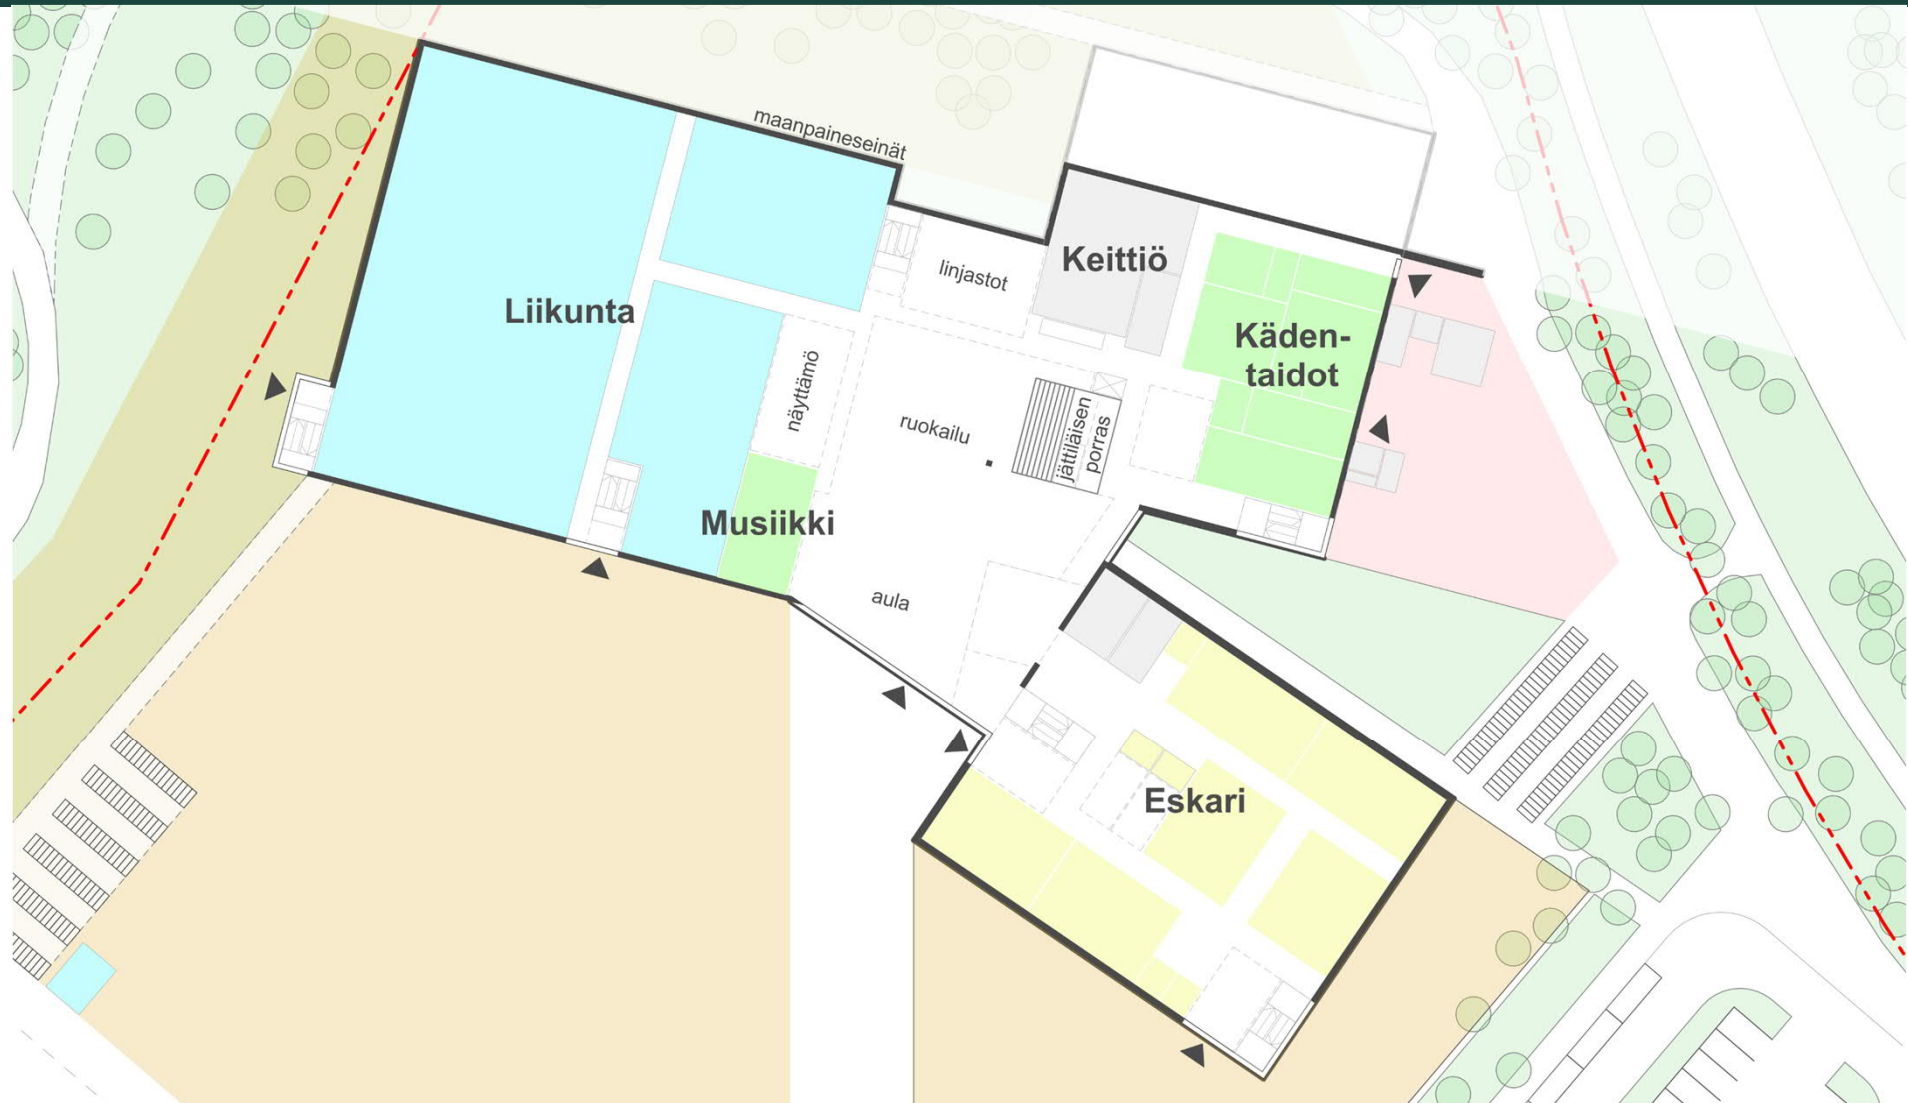 maanpaineseinät
Liikunta
linjastot
Keittiö
Käden-
taidot
näyttämö
ruokailu
jättiläisen
porras
Musiikki
aula
Eskari